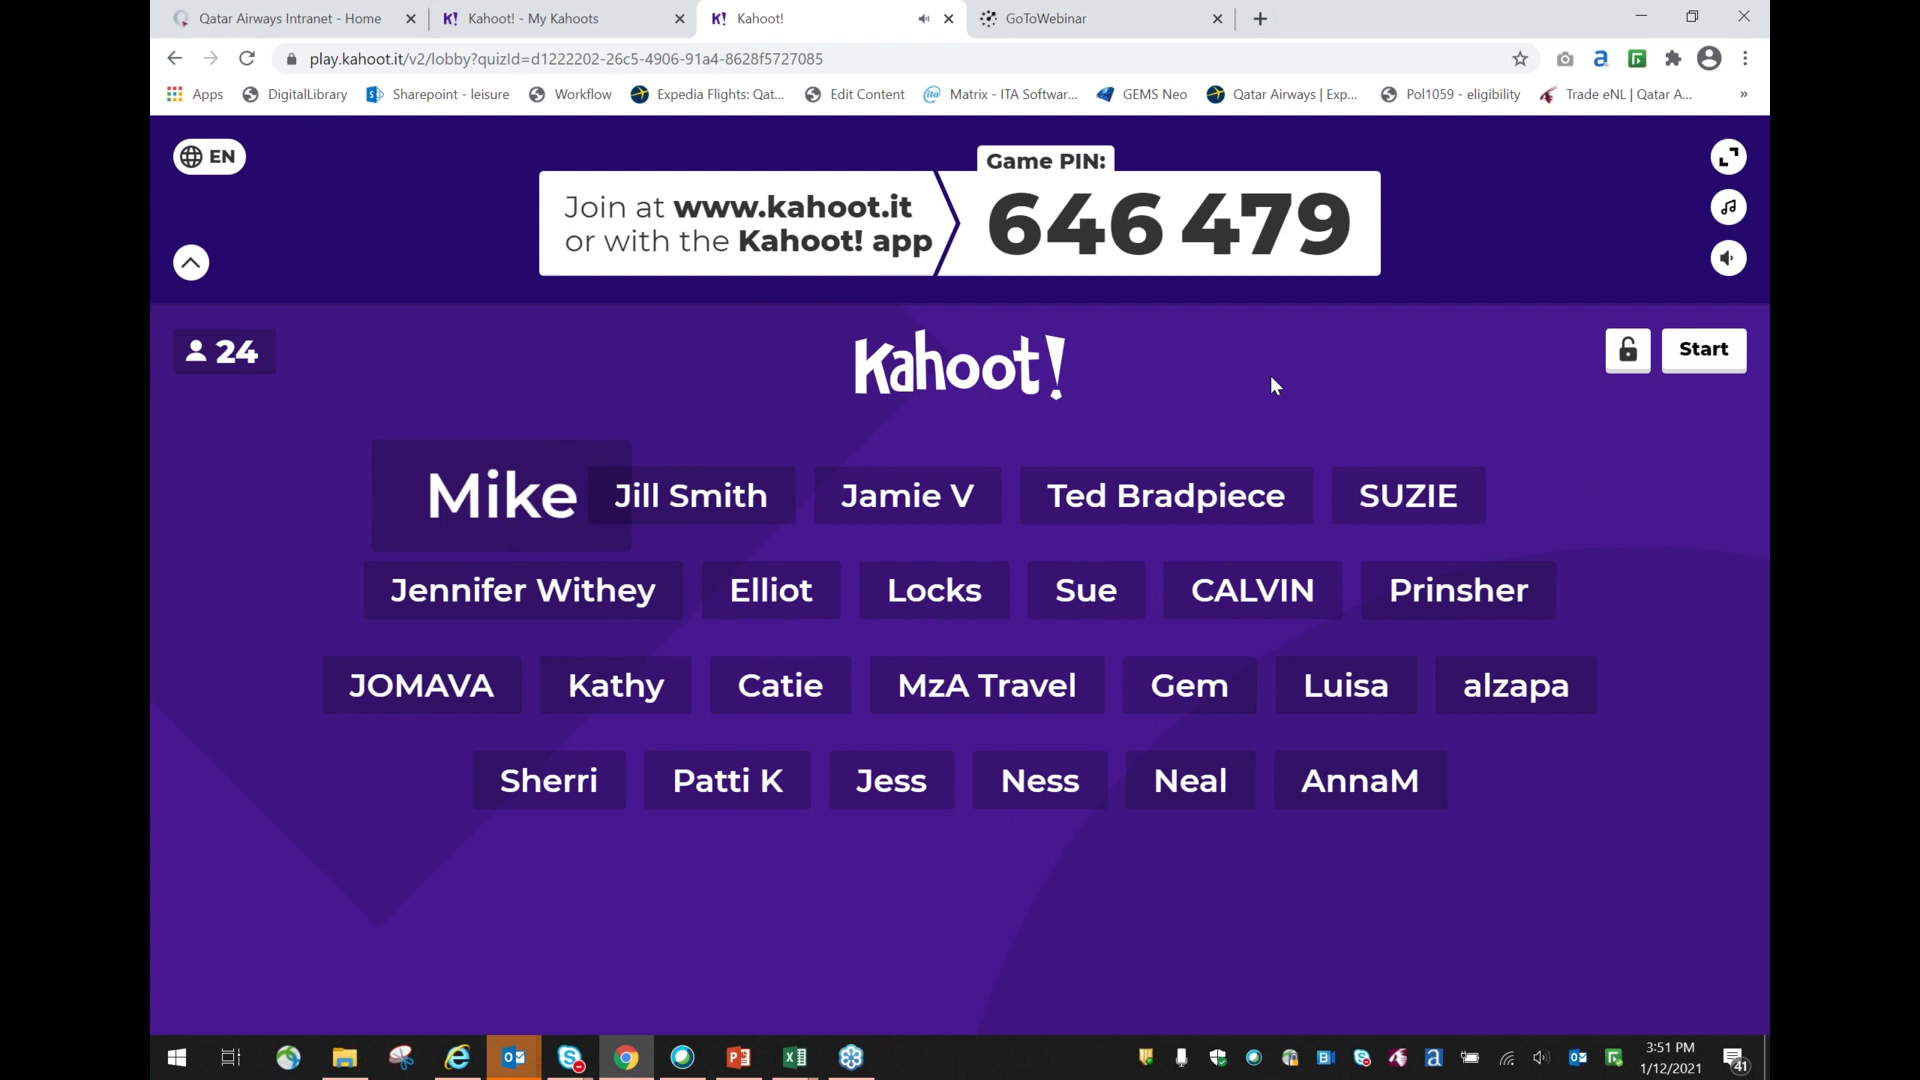 Qatar Airways Intranet - Home
Kahoot! - My Kahoots
Kahoot!
GoToWebinar
play.kahoot.it/v2/lobby?quizId=d1222202-26c5-4906-91a4-8628f5727085
Apps DigitalLibrary Sharepoint - leisure Workflow Expedia Flights: Qat... Edit Content Matrix - ITA Softwar... GEMS Neo Qatar Airways | Exp... Pol1059 - eligibility Trade eNL | Qatar A... »
EN
Join at www.kahoot.it
or with the Kahoot! app
Game PIN:
646 479
24
Kahoot!
Start
Mike Jill Smith Jamie V Ted Bradpiece SUZIE
Jennifer Withey Elliot Locks Sue CALVIN Prinsher
JOMAVA Kathy Catie MzA Travel Gem Luisa alzapa
Sherri Patti K Jess Ness Neal AnnaM
3:51 PM
1/12/2021
41